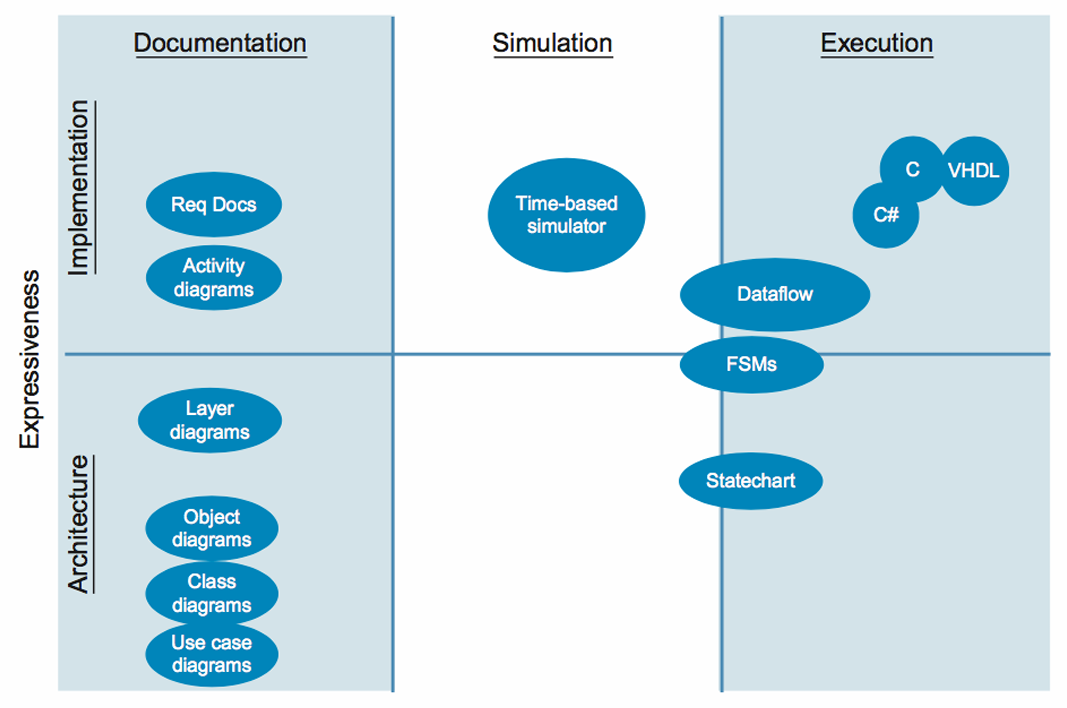 Documentation
Simulation
Execution
Expressiveness
Implementation
Req Docs
Activity
diagrams
Time-based
simulator
C
VHDL
C#
Dataflow
FSMs
Architecture
Layer
diagrams
Statechart
Object
diagrams
Class
diagrams
Use case
diagrams